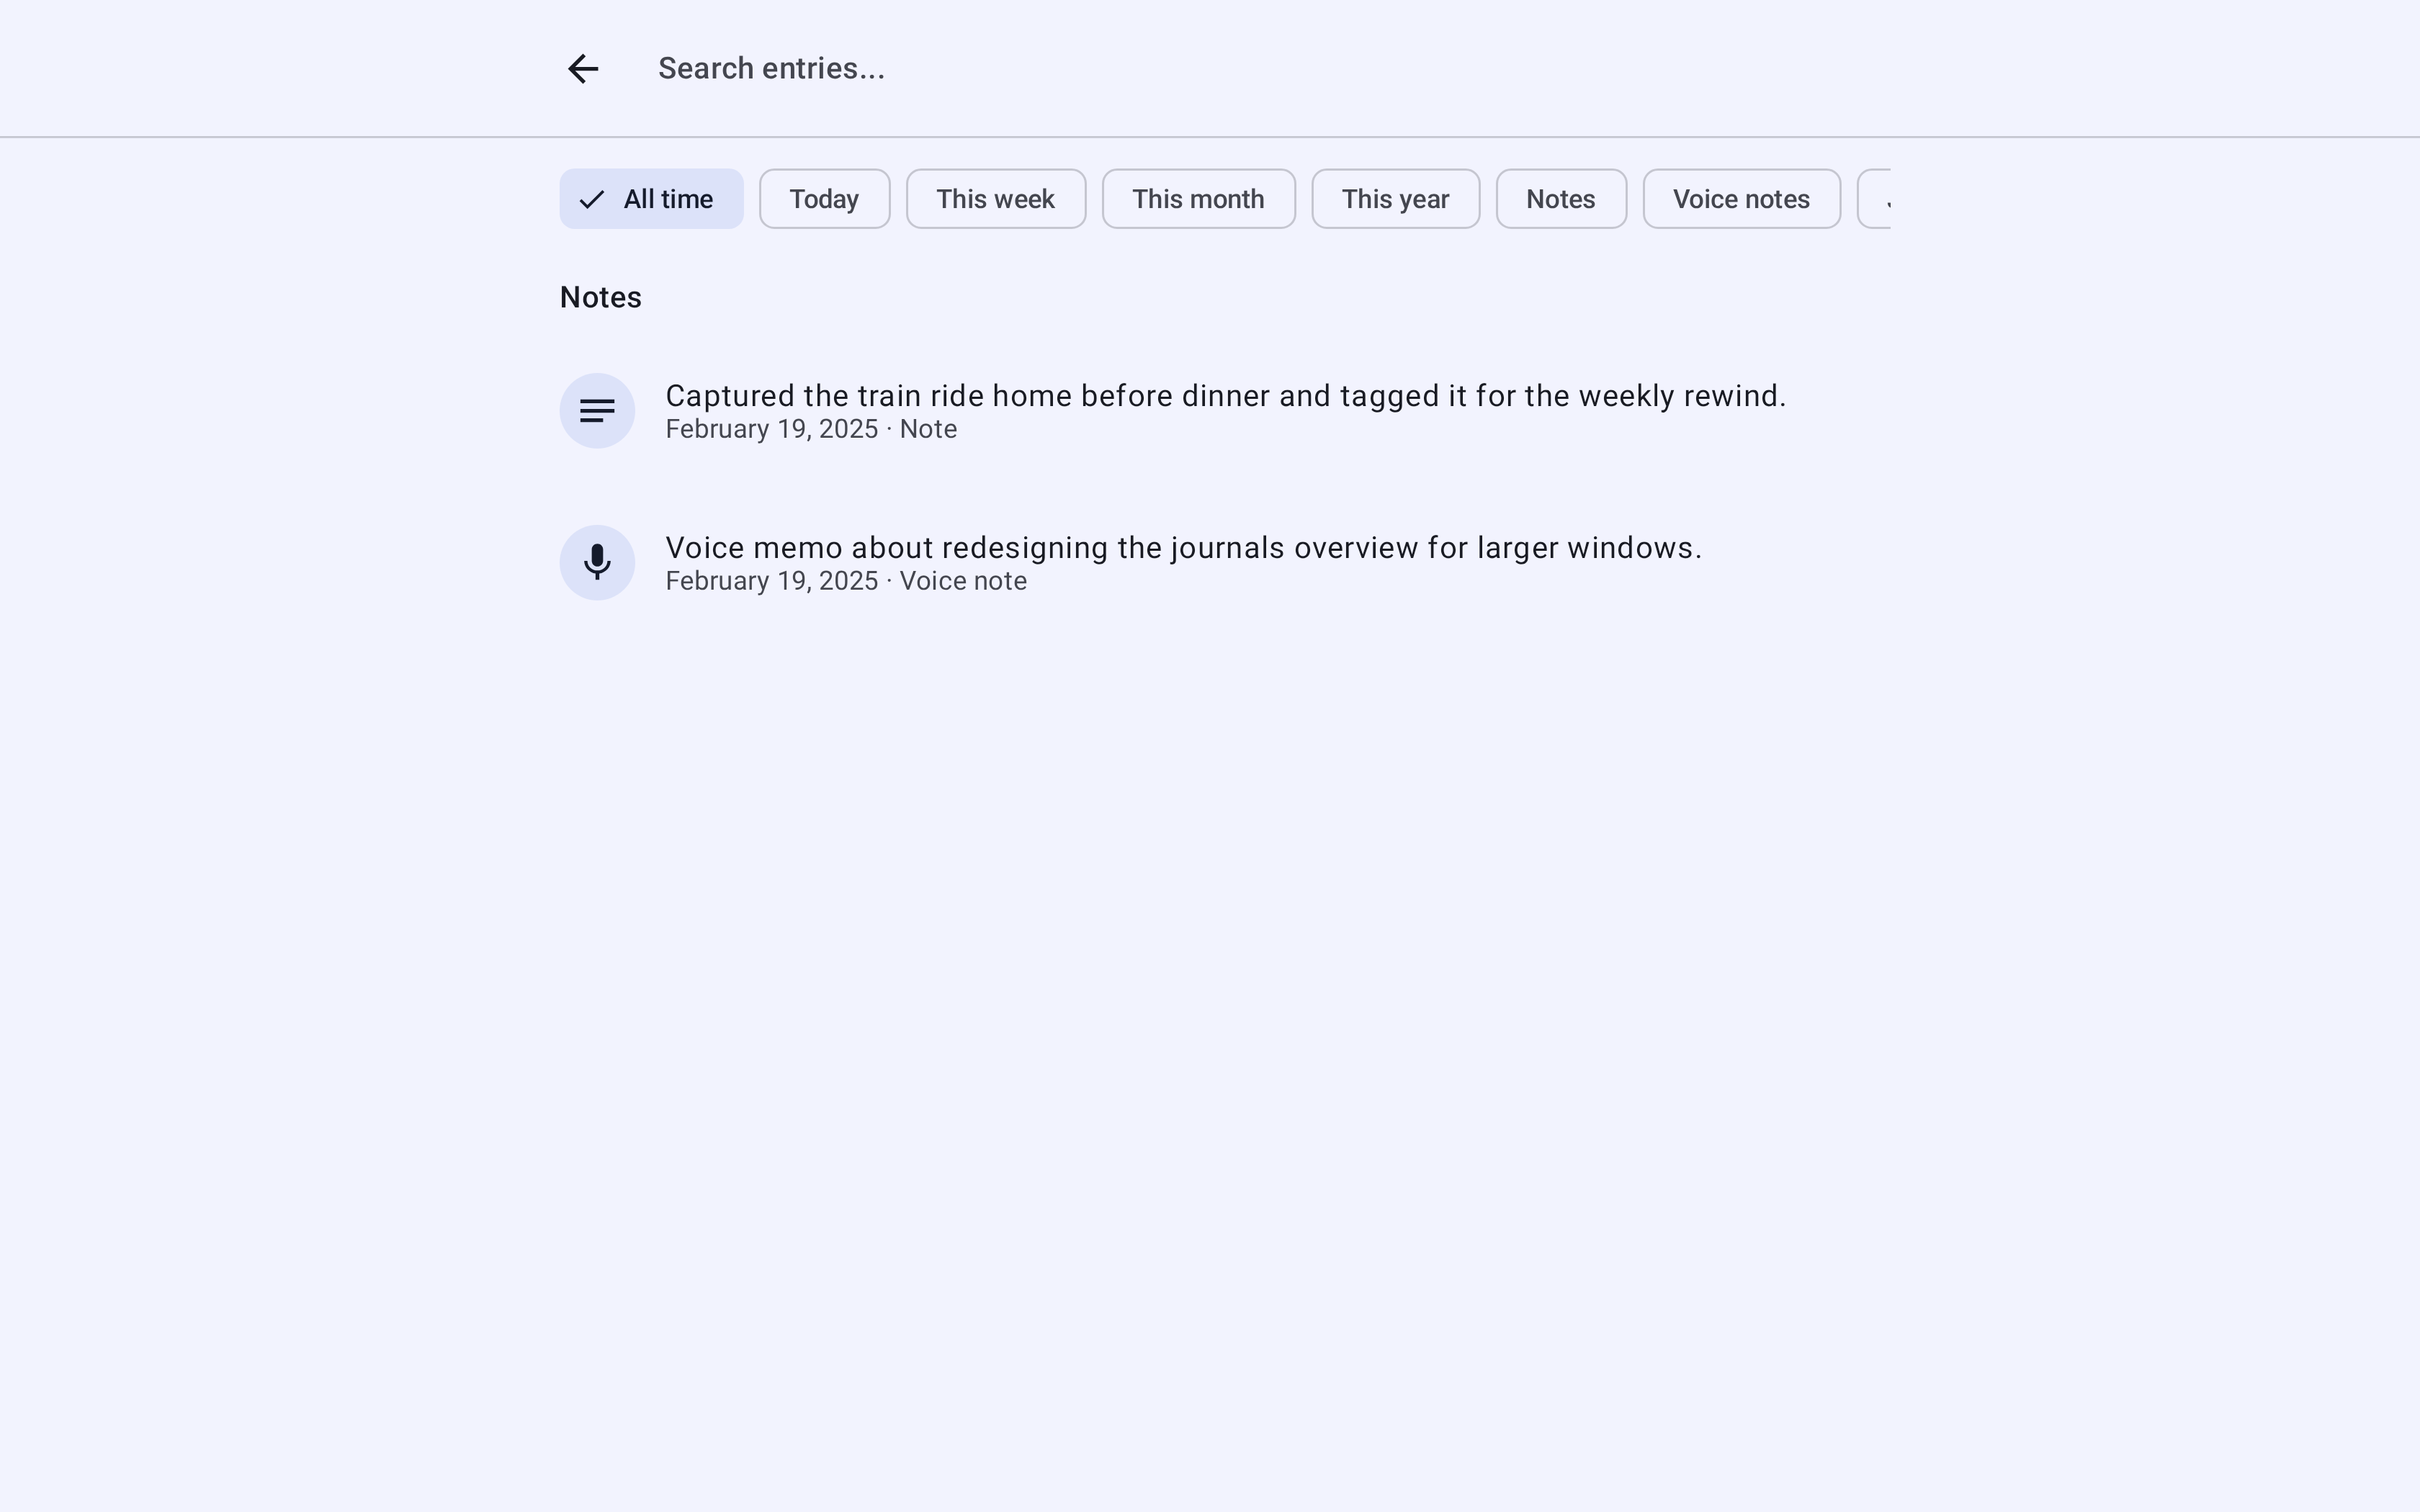 Search entries...
All time
Today
This week
This month
This year
Notes
Voice notes
Notes
Captured the train ride home before dinner and tagged it for the weekly rewind.
February 19, 2025 · Note
Voice memo about redesigning the journals overview for larger windows.
February 19, 2025 · Voice note